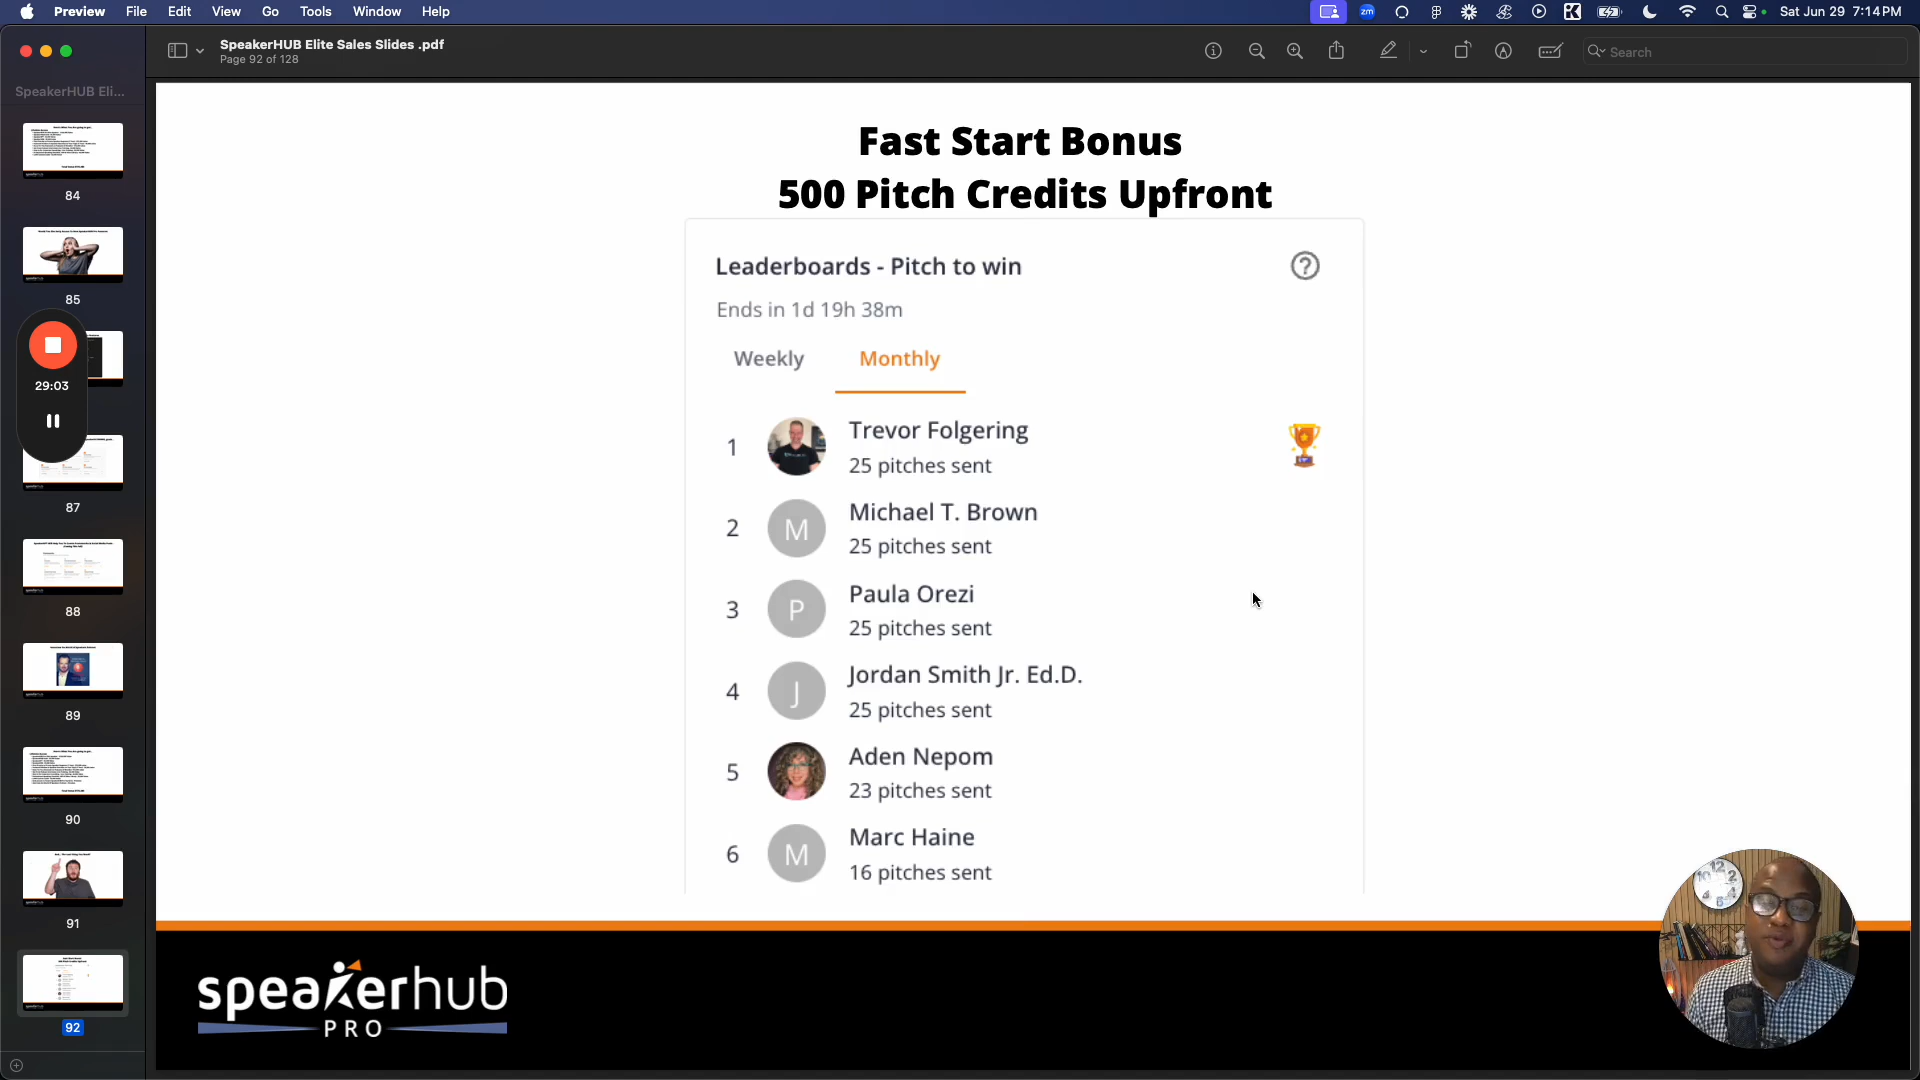 Preview File Edit View Go Tools Window Help
zm
Sat Jun 29 7:14 PM
SpeakerHUB Elite Sales Slides .pdf
Page 92 of 128
Search
SpeakerHUB Eli...
84
85
29:03
87
88
89
90
91
92
Fast Start Bonus
500 Pitch Credits Upfront
Leaderboards - Pitch to win
Ends in 1d 19h 38m
Weekly Monthly
1 Trevor Folgering
25 pitches sent
2 M Michael T. Brown
25 pitches sent
3 P Paula Orezi
25 pitches sent
4 J Jordan Smith Jr. Ed.D.
25 pitches sent
5 Aden Nepom
23 pitches sent
6 M Marc Haine
16 pitches sent
speakerhub
PRO